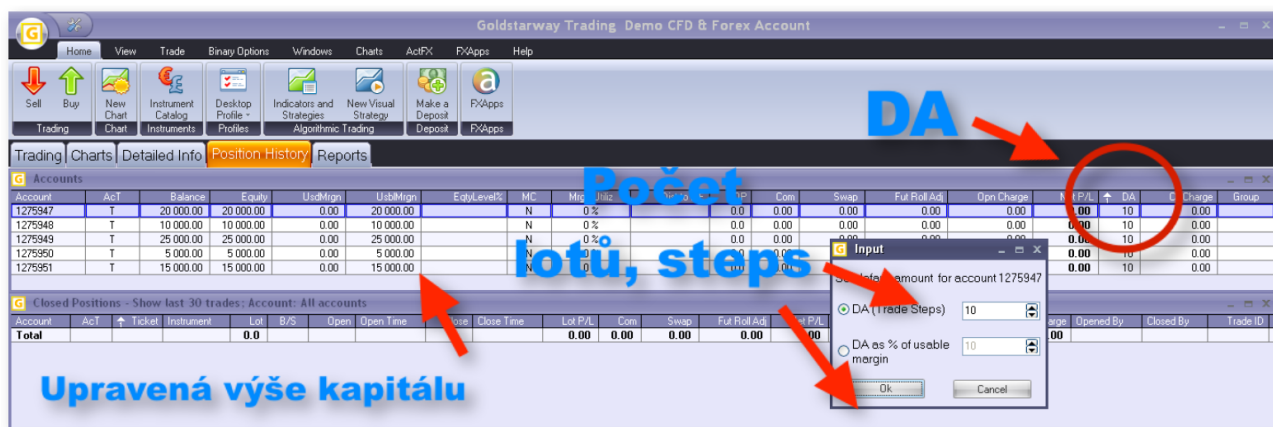 Goldstarway Trading Demo CFD & Forex Account
Home View Trade Binary Options Windows Charts ActFX FXApps Help
Sell Buy New Chart Instrument Catalog Desktop Profile Indicators and Strategies New Visual Strategy Make a Deposit FXApps
Trading Chart Instruments Profiles Algorithmic Trading Deposit FXApps
DA
Trading Charts Detailed Info Position History Reports
Accounts
Account AcT Balance Equity UsdMrgn UsblMrgn EqtyLevel% MC Com Swap Fut Roll Adj Opn Charge DA Charge Group
1275947 T 20 000.00 20 000.00 0.00 20 000.00 N 0 % 0.0 0.00 0.00 0.00 0.00 0.00 10 0.00
1275948 T 10 000.00 10 000.00 0.00 10 000.00 N 0 % 0.0 0.00 0.00 0.00 0.00 0.00 10 0.00
1275949 T 25 000.00 25 000.00 0.00 25 000.00 N 0 % 0.0 0.00 0.00 0.00 0.00 10 0.00
1275950 T 5 000.00 5 000.00 0.00 5 000.00 0.00 10 0.00
1275951 T 15 000.00 15 000.00 0.00 15 000.00 0.00 10 0.00
Počet
lotů, steps
Input
amount for account 1275947
DA (Trade Steps) 10
DA as % of usable margin 10
Ok Cancel
Closed Positions - Show last 30 trades; Account: All accounts
Account AcT Ticket Instrument Lot B/S Open Open Time Close Time Lot P/L Com Swap Fut Roll Adj Opened By Closed By Trade ID
Total 0.0 0.00 0.00 0.00 0.00
Upravená výše kapitálu